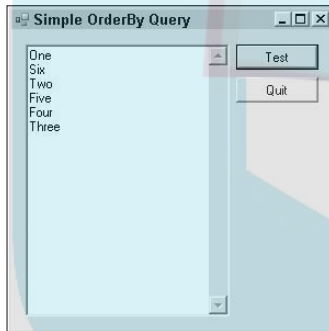 Simple OrderBy Query
One
Six
Two
Five
Four
Three
Test
Quit